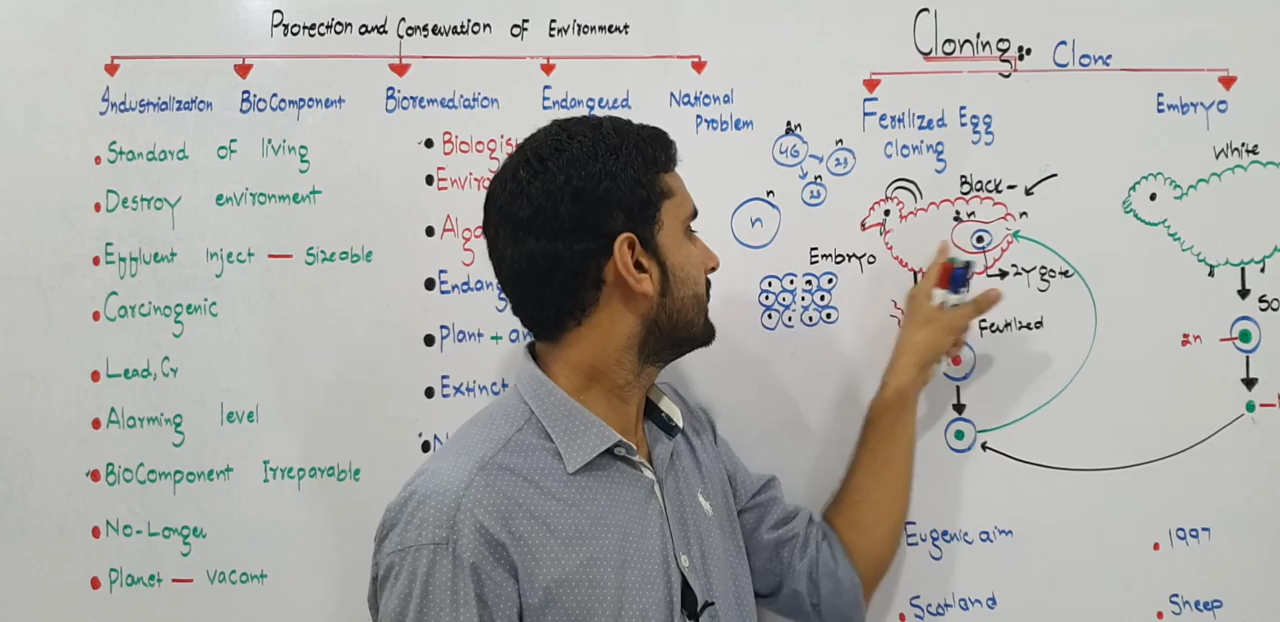 Protection and Conservation of Environment
Industrialization
BioComponent
Bioremediation
Endangered
National
Problem
Standard of living
Destroy environment
Effluent Inject — Sizeable
Carcinogenic
Lead, Cr
Alarming level
BioComponent Irreparable
No-Longer
Planet — vacant
Biologis
Enviro
Alga
Endang
Plant + an
Extinct
N
Cloning
Clone
Fertilized Egg
cloning
Embryo
2n
46
n
23
n
23
n
n
Embryo
Black-
2n
n
Zygote
Fertilized
White
So
2n
Eugenic aim
1997
Scotland
Sheep